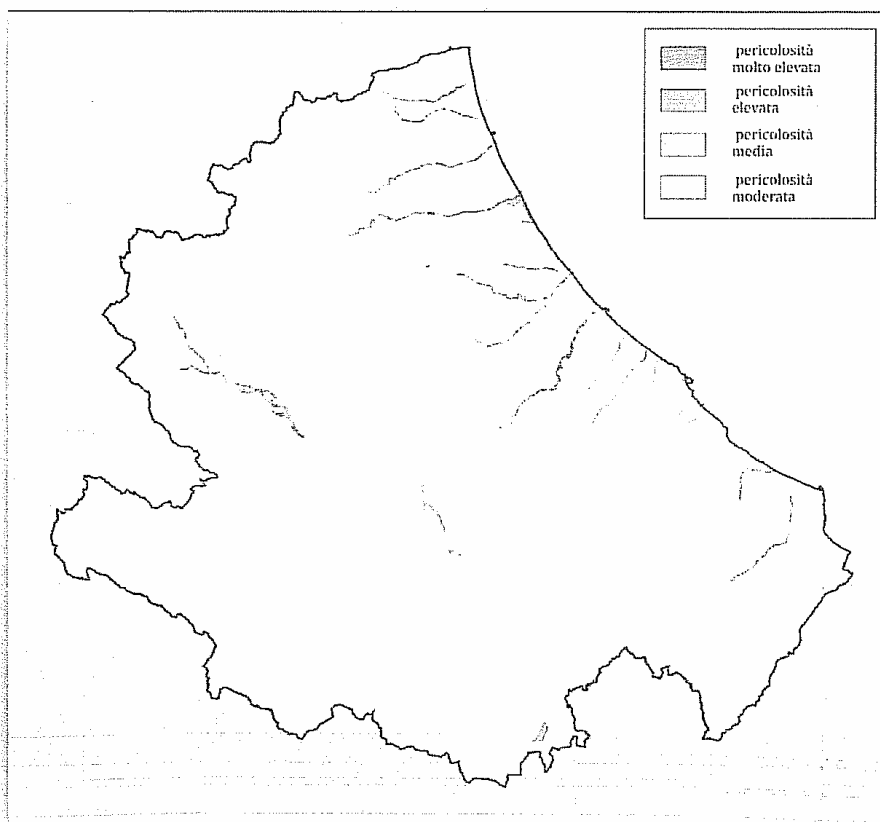 pericolosità
molto elevata
pericolosità
elevata
pericolosità
media
pericolosità
moderata